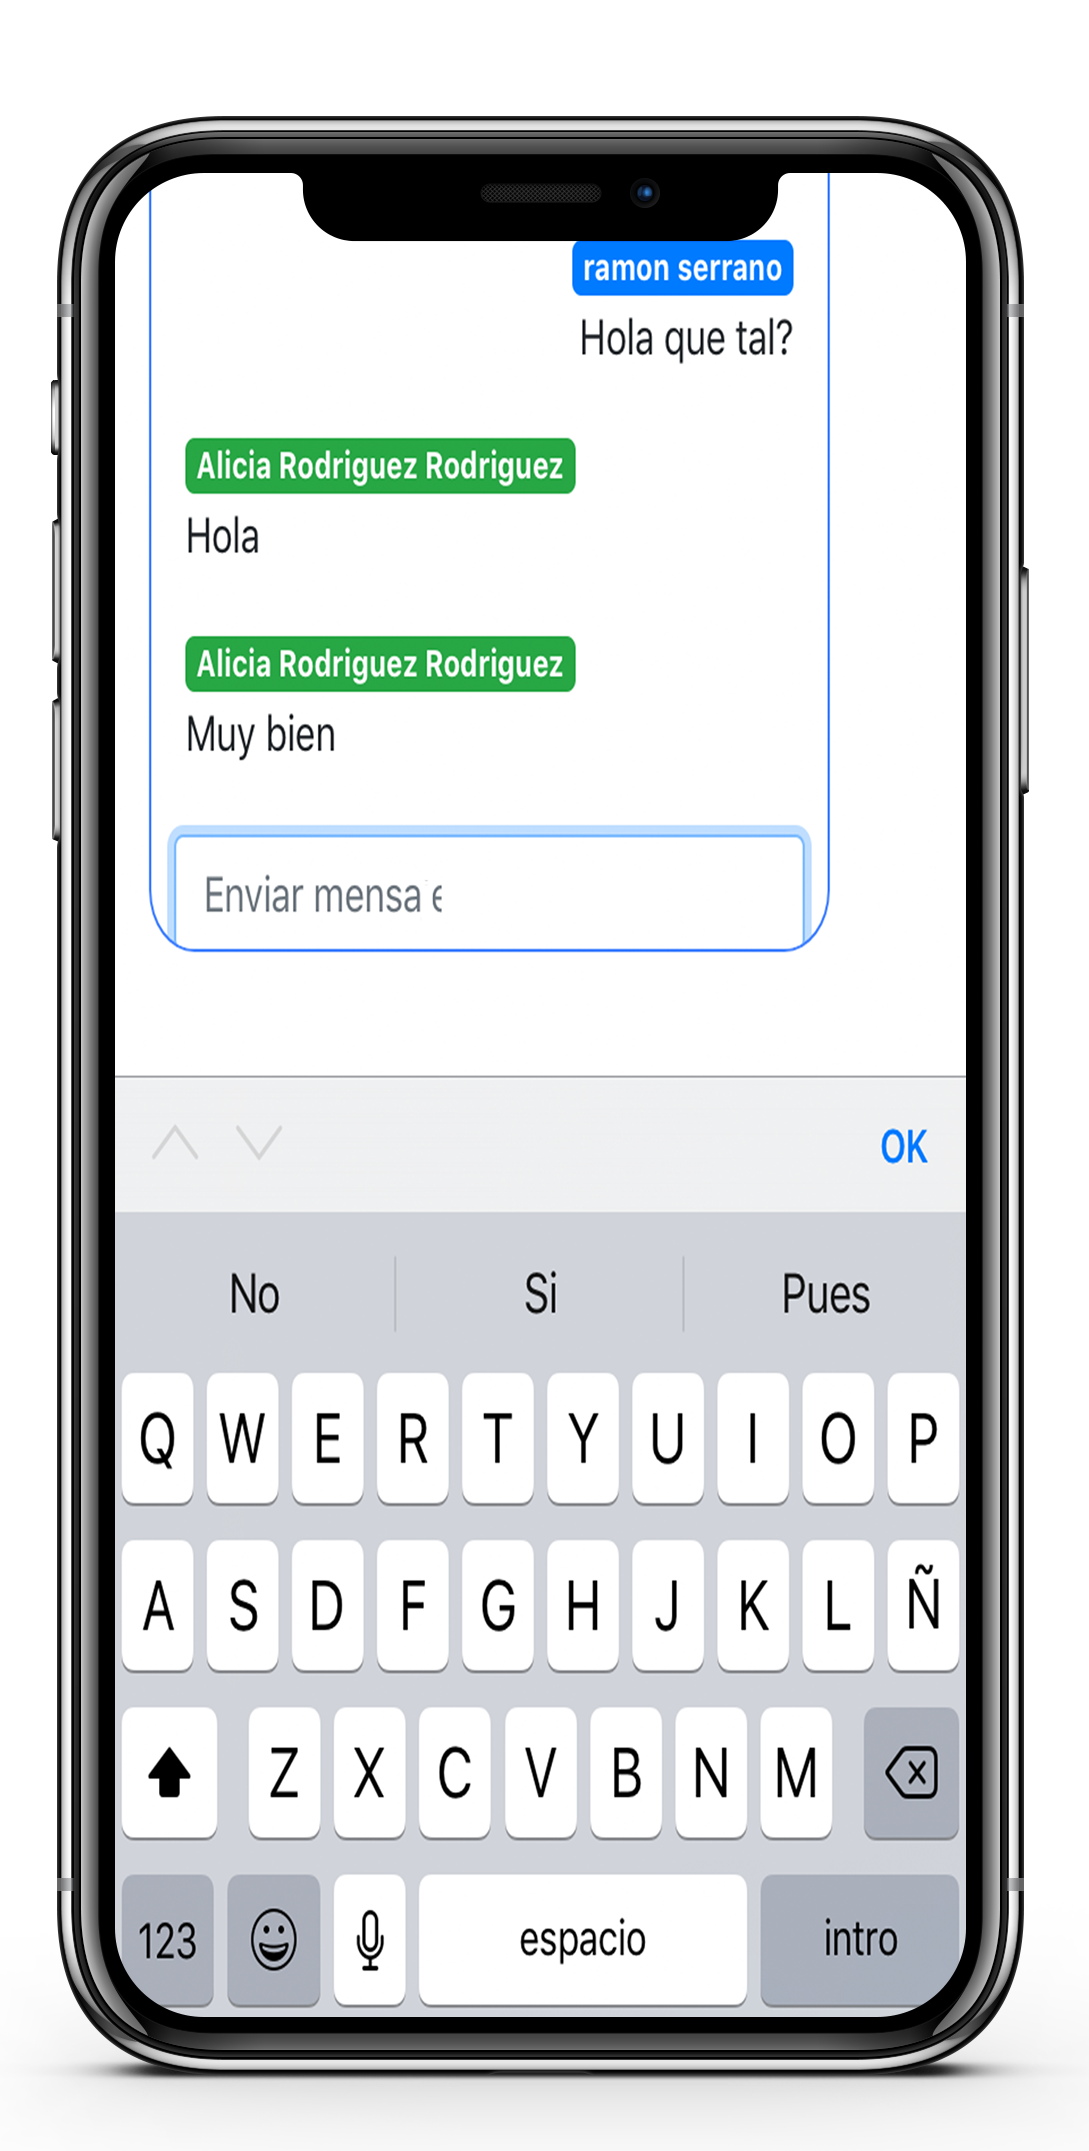 ramon serrano
Hola que tal?
Alicia Rodriguez Rodriguez
Hola
Alicia Rodriguez Rodriguez
Muy bien
Enviar mensa e
OK
No Si Pues
Q W E R T Y U I O P
A S D F G H J K L Ñ
Z X C V B N M
123 espacio intro